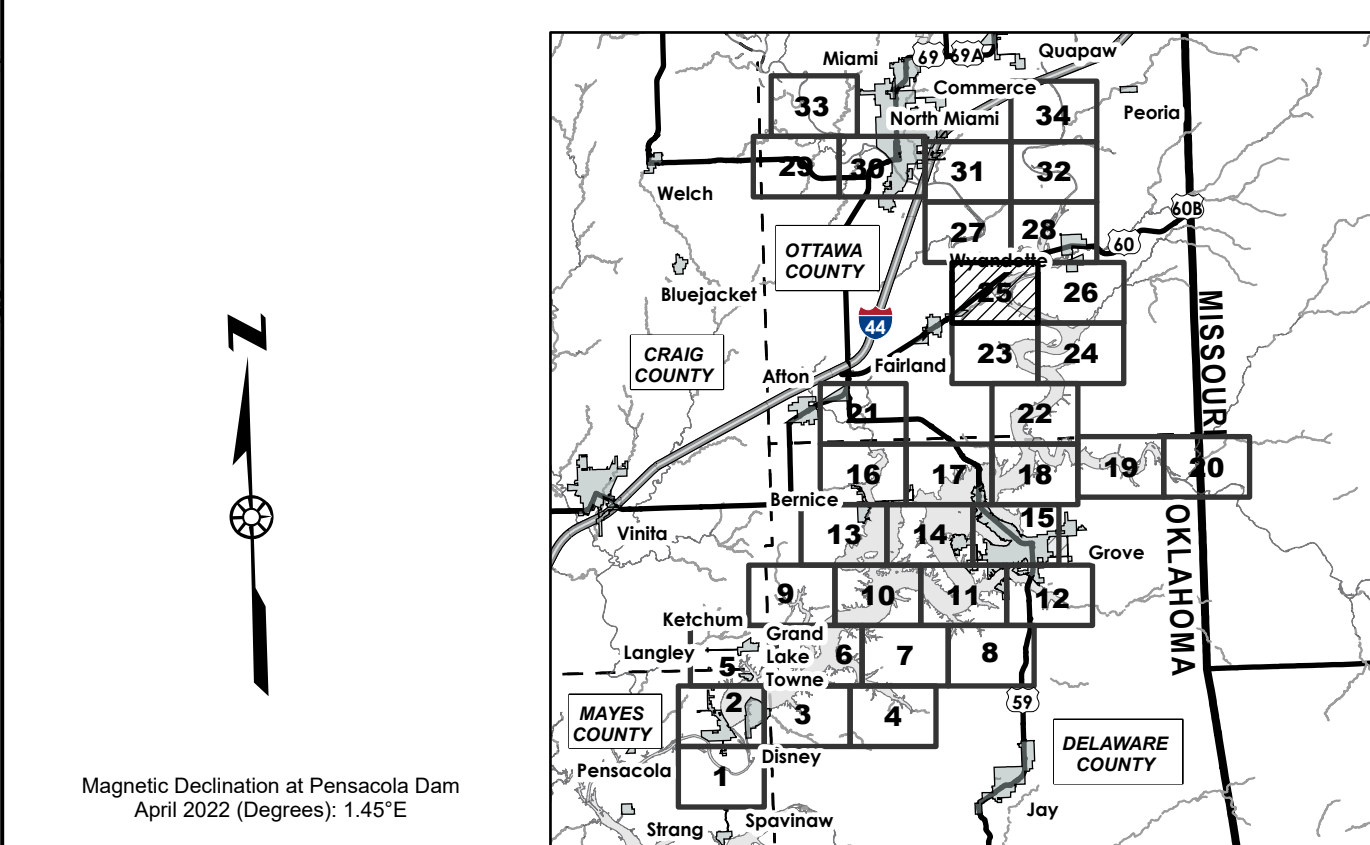 N
Magnetic Declination at Pensacola Dam
April 2022 (Degrees): 1.45°E
Miami
69
69A
Quapaw
Commerce
33
North Miami
34
Peoria
29
30
31
32
Welch
60B
27
28
60
OTTAWA
COUNTY
Wyandotte
Bluejacket
25
26
44
MISSOURI
CRAIG
COUNTY
Fairland
23
24
Afton
21
22
16
17
18
19
20
Bernice
OKLAHOMA
Vinita
13
14
15
Grove
9
10
11
12
Ketchum
Grand
Lake
Towne
Langley
5
6
7
8
MAYES
COUNTY
2
3
4
59
DELAWARE
COUNTY
Disney
Pensacola
1
Jay
Strang
Spavinaw